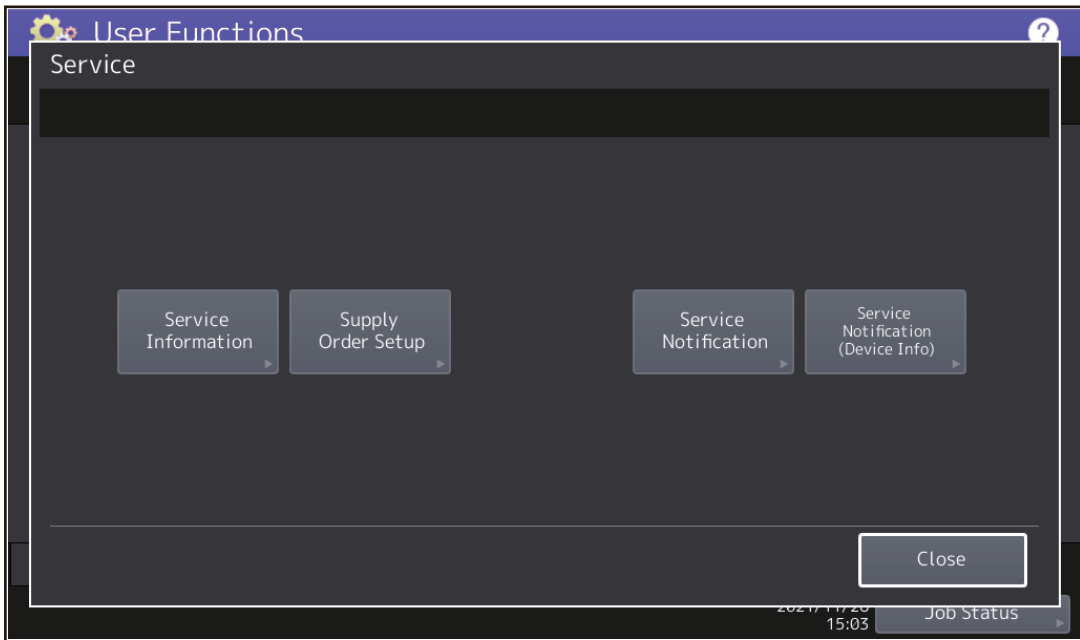 User Functions
?
Service
Service
Information
Supply
Order Setup
Service
Notification
Service
Notification
(Device Info)
Close
15:03
Job Status